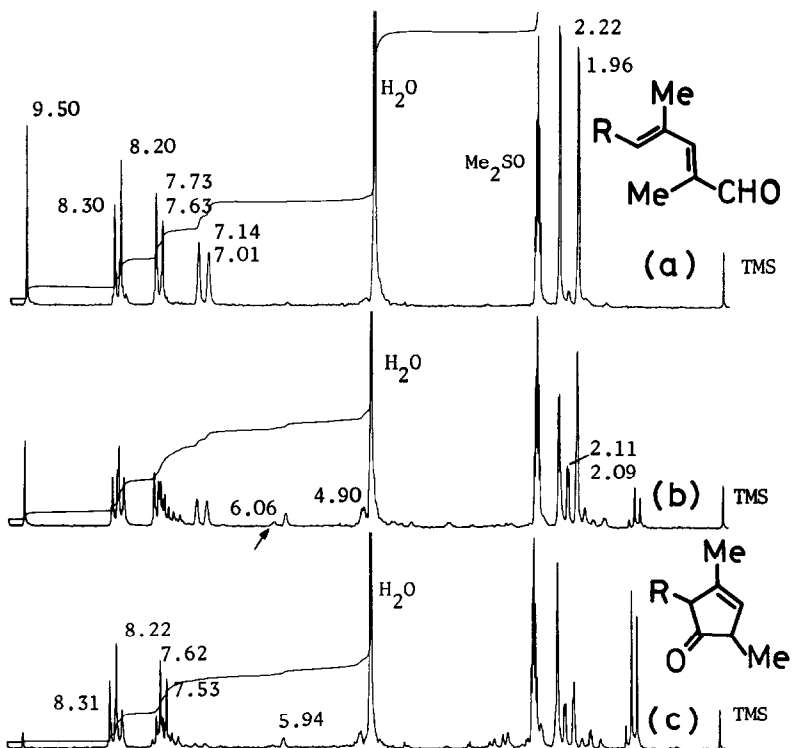 2.22
H2O
1.96
Me
9.50
R
8.20
Me2SO
7.73
Me
CHO
8.30
7.63
7.14
7.01
(a)
TMS
H2O
2.11
2.09
6.06
4.90
(b)
TMS
Me
H2O
R
8.22
7.62
O
Me
8.31
7.53
5.94
(c)
TMS